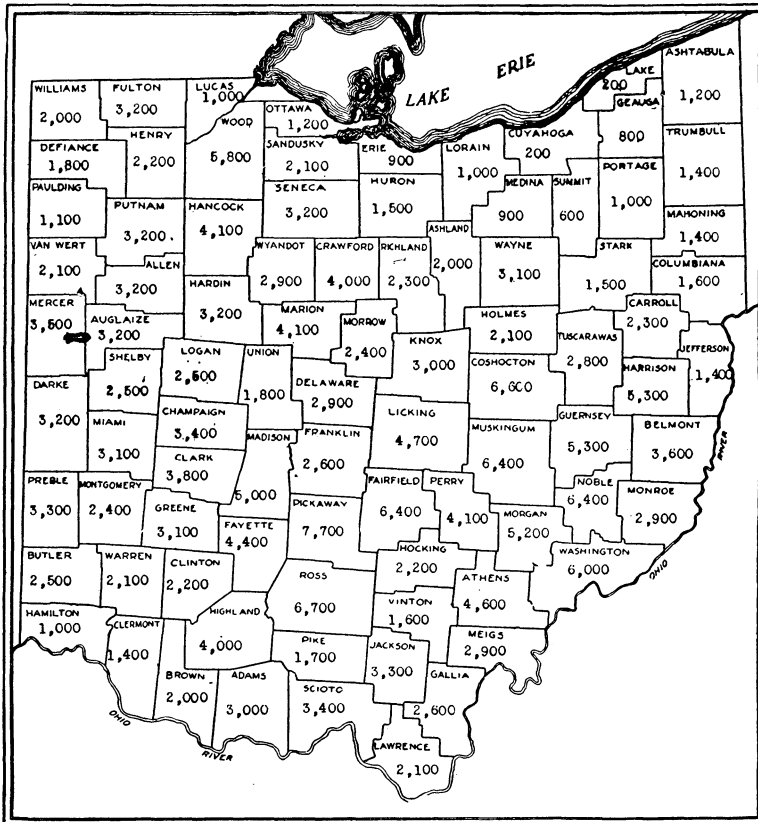 LAKE ERIE
ASHTABULA
1,200
LAKE
200
GEAUGA
800
WILLIAMS
2,000
FULTON
3,200
LUCAS
1,000
WOOD
5,800
OTTAWA
1,200
CUYAHOGA
200
TRUMBULL
1,400
DEFIANCE
1,800
HENRY
2,200
SANDUSKY
2,100
ERIE
900
LORAIN
1,000
MEDINA
900
SUMMIT
600
PORTAGE
1,000
PAULDING
1,100
PUTNAM
3,200
HANCOCK
4,100
SENECA
3,200
HURON
1,500
MAHONING
1,400
VAN WERT
2,100
ALLEN
3,200
WYANDOT
2,900
CRAWFORD
4,000
RICHLAND
2,300
ASHLAND
2,000
WAYNE
3,100
STARK
1,500
COLUMBIANA
1,600
MERCER
AUGLAIZE
3,200
HARDIN
3,200
MARION
4,100
MORROW
2,400
KNOX
3,000
HOLMES
2,100
TUSCARAWAS
2,800
CARROLL
2,300
JEFFERSON
1,400
SHELBY
2,500
LOGAN
UNION
1,800
DELAWARE
2,900
COSHOCTON
HARRISON
5,300
DARKE
3,200
MIAMI
3,100
CHAMPAIGN
3,400
CLARK
3,800
MADISON
5,000
FRANKLIN
2,600
LICKING
4,700
MUSKINGUM
6,400
GUERNSEY
5,300
BELMONT
3,600
RIVER
PREBLE
3,300
MONTGOMERY
2,400
GREENE
3,100
FAYETTE
4,400
PICKAWAY
7,700
FAIRFIELD
6,400
PERRY
4,100
MORGAN
5,200
NOBLE
6,400
MONROE
2,900
BUTLER
2,500
WARREN
2,100
CLINTON
2,200
ROSS
6,700
HOCKING
2,200
ATHENS
4,600
WASHINGTON
6,000
OHIO
HAMILTON
1,000
CLERMONT
1,400
HIGHLAND
4,000
VINTON
1,600
MEIGS
2,900
BROWN
2,000
ADAMS
3,000
PIKE
1,700
JACKSON
3,300
SCIOTO
3,400
GALLIA
2,600
LAWRENCE
2,100
OHIO
RIVER